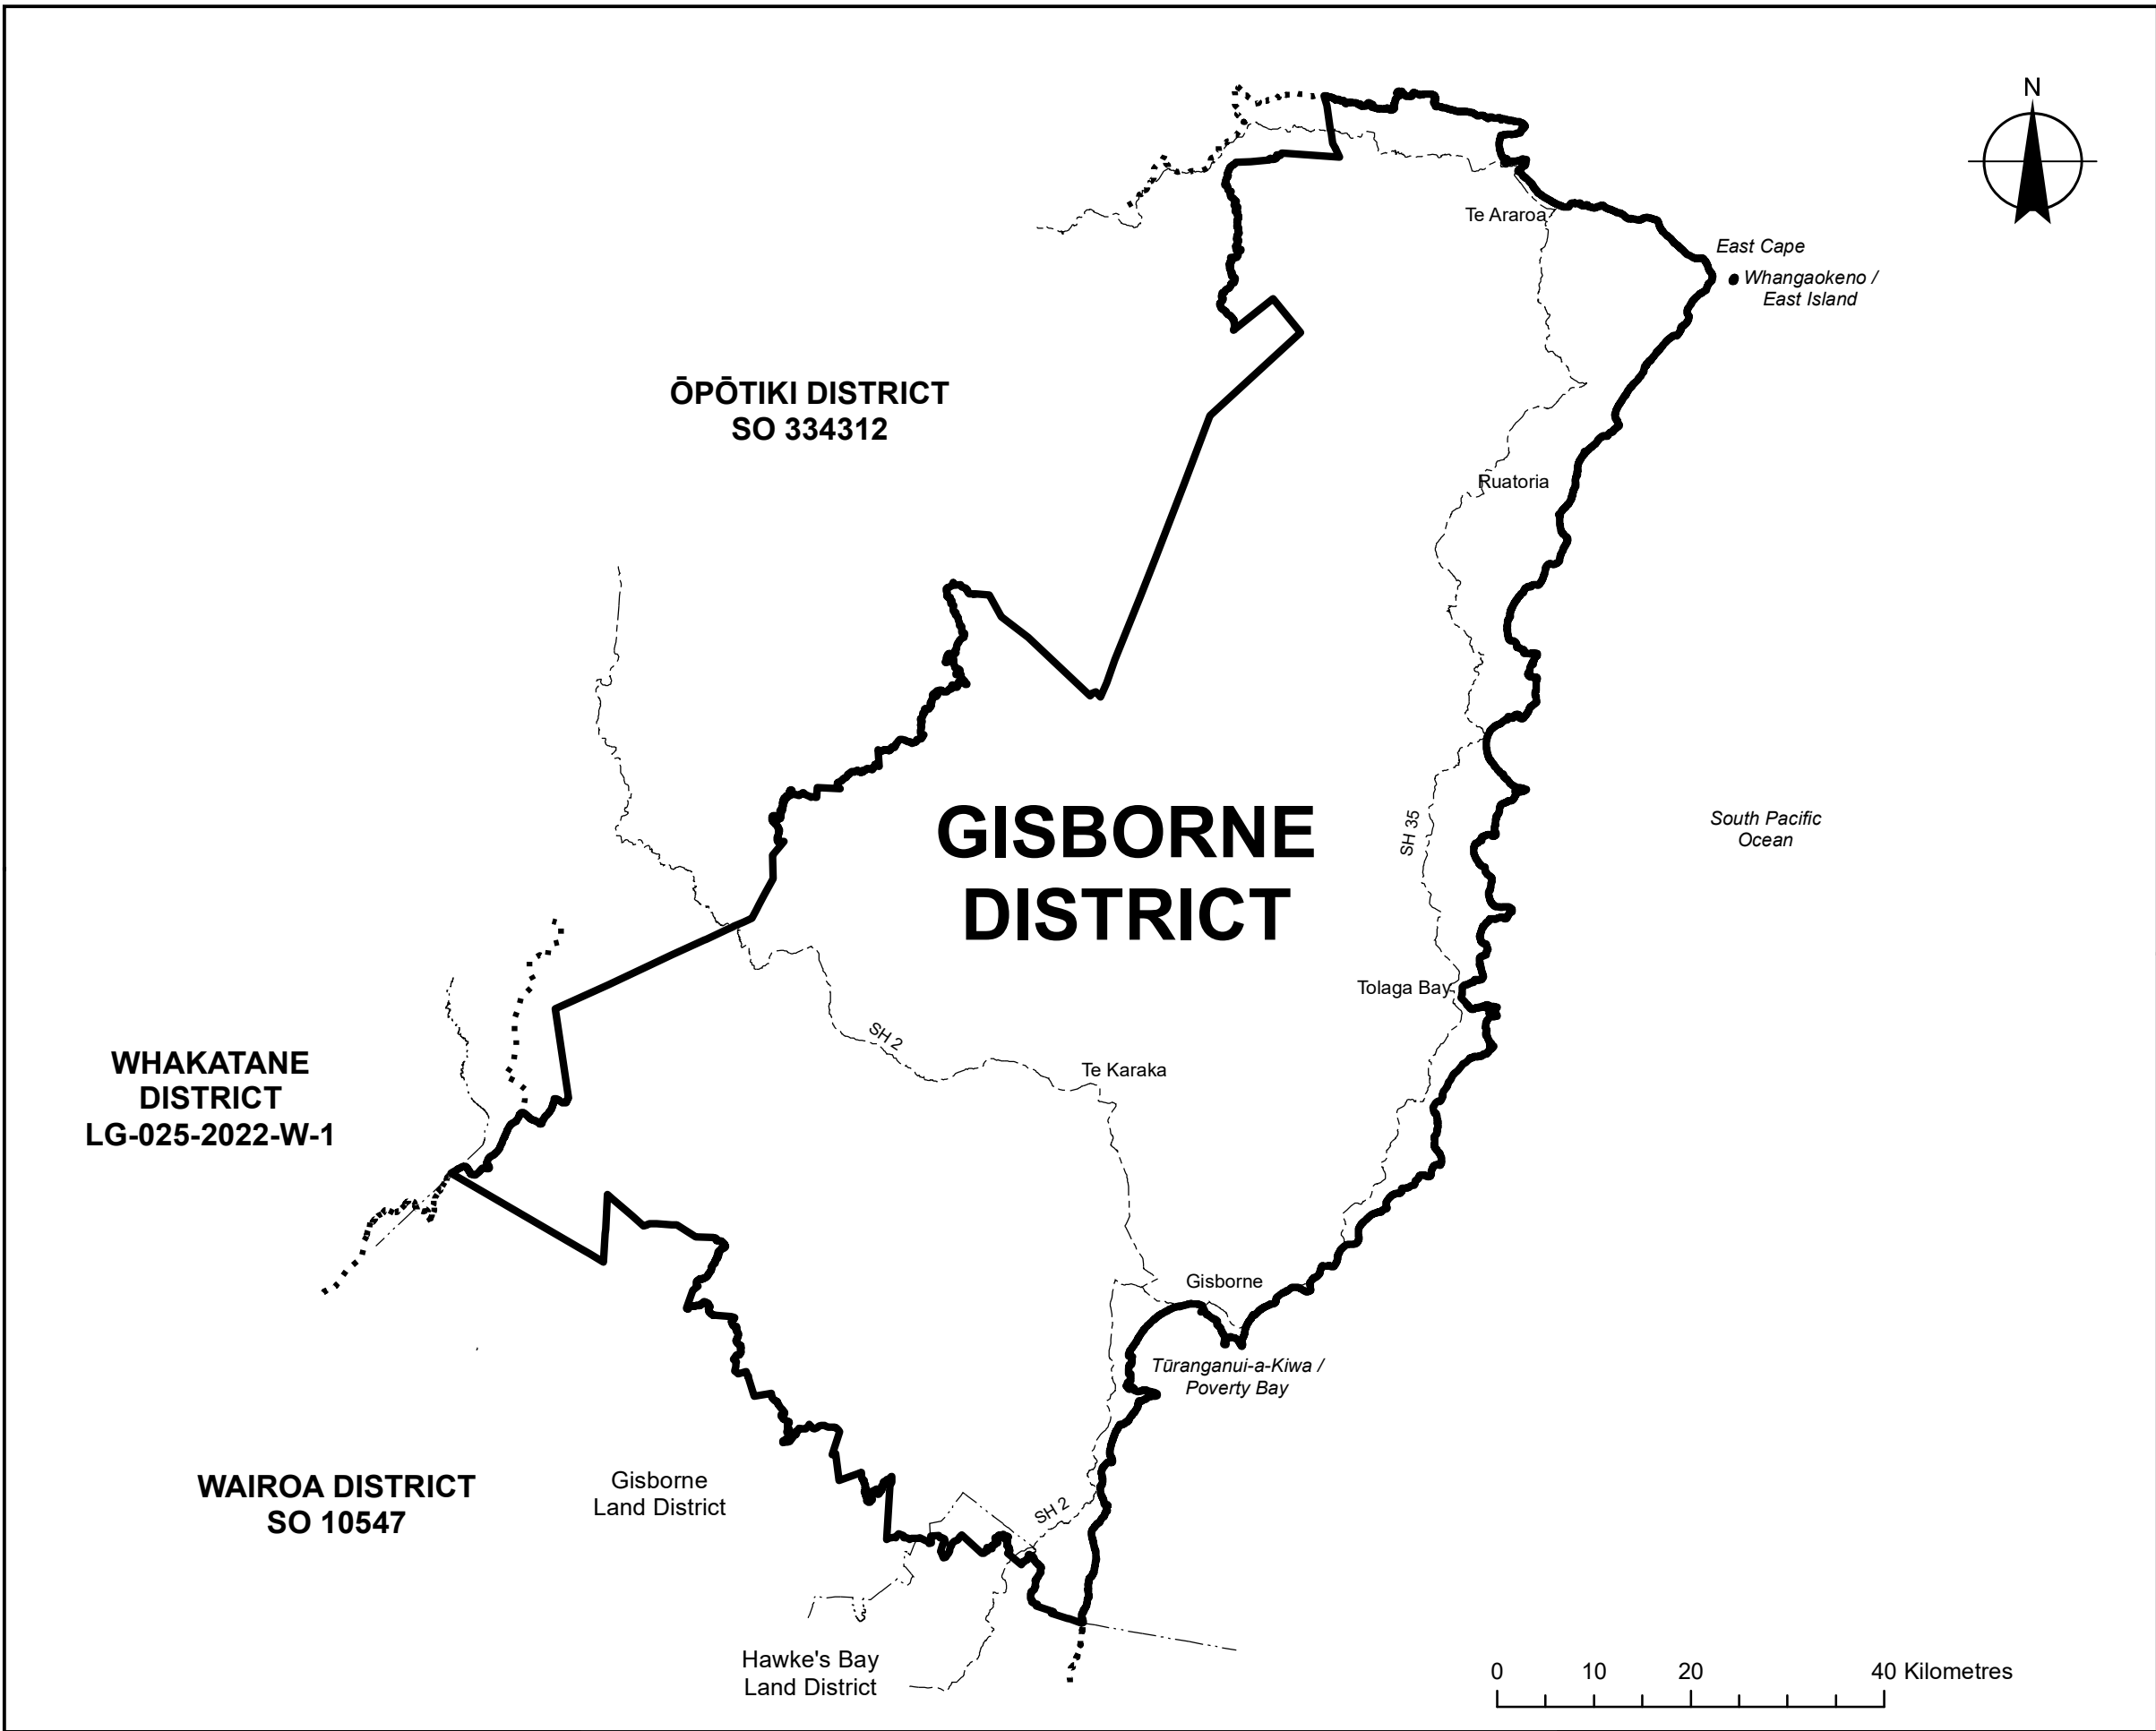 N
Te Araroa
East Cape
Whangaokeno /
East Island
ŌPŌTIKI DISTRICT
SO 334312
Ruatoria
GISBORNE
DISTRICT
SH 35
South Pacific
Ocean
Tolaga Bay
SH 2
Te Karaka
WHAKATANE
DISTRICT
LG-025-2022-W-1
Gisborne
Tūranganui-a-Kiwa /
Poverty Bay
WAIROA DISTRICT
SO 10547
Gisborne
Land District
SH 2
Hawke's Bay
Land District
0 10 20 40 Kilometres